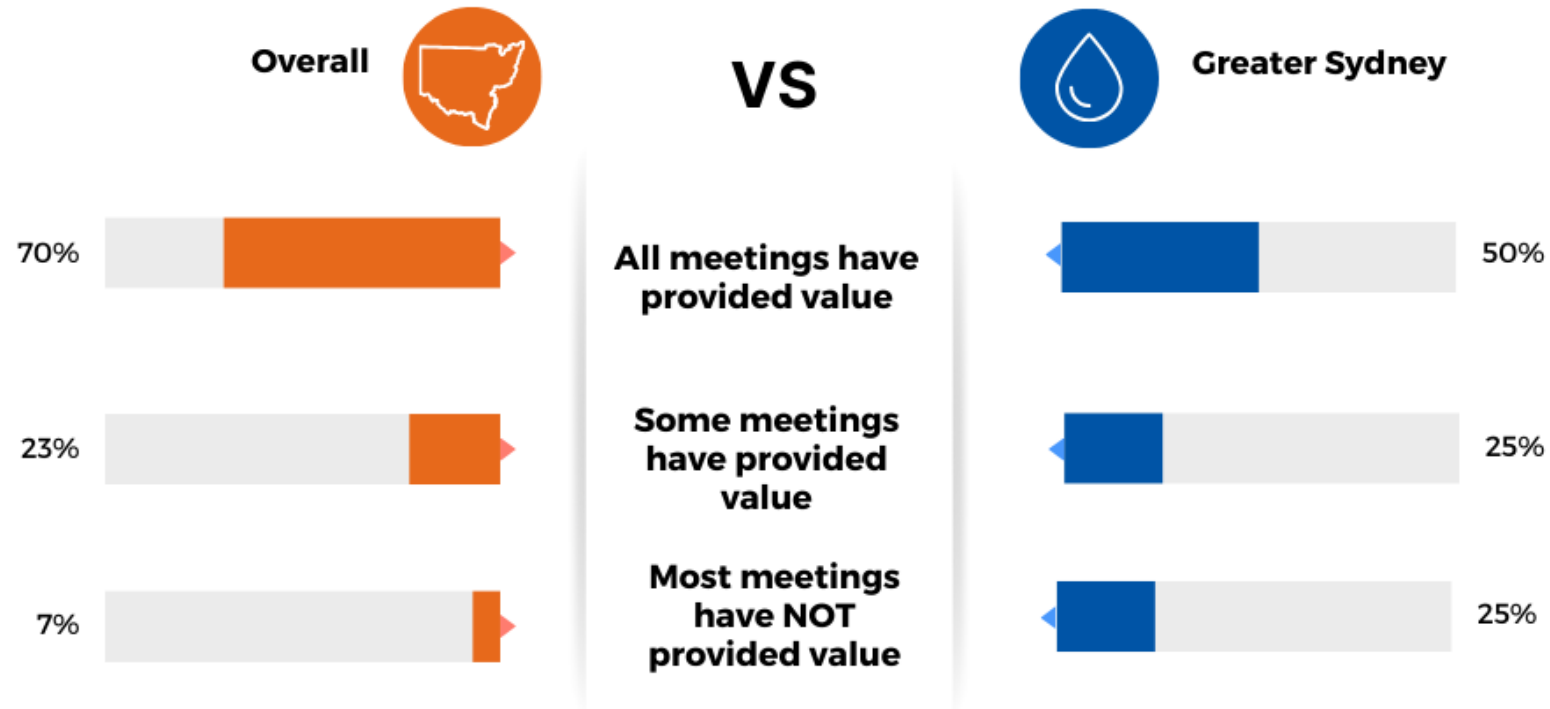 Overall
VS
Greater Sydney
70%
All meetings have
provided value
50%
23%
Some meetings
have provided
value
25%
7%
Most meetings
have NOT
provided value
25%